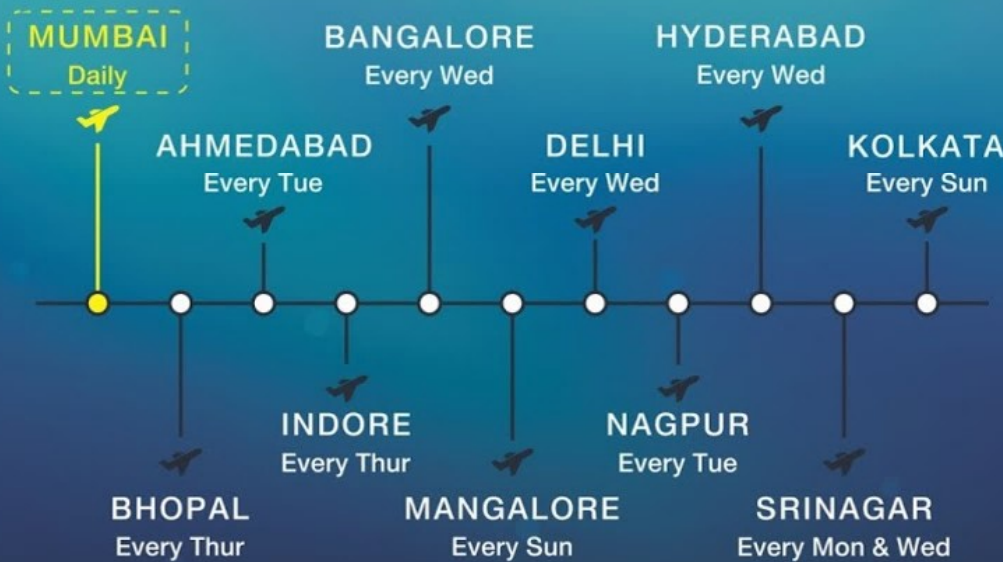 MUMBAI
Daily
BANGALORE
Every Wed
HYDERABAD
Every Wed
AHMEDABAD
Every Tue
DELHI
Every Wed
KOLKATA
Every Sun
INDORE
Every Thur
NAGPUR
Every Tue
BHOPAL
Every Thur
MANGALORE
Every Sun
SRINAGAR
Every Mon & Wed